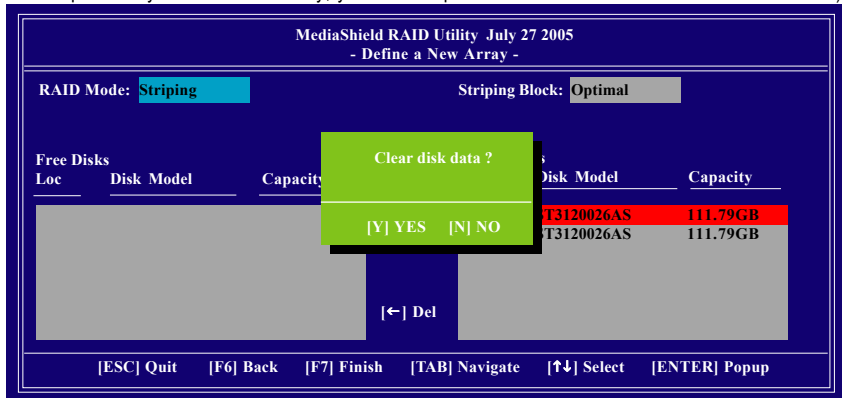 MediaShield RAID Utility July 27 2005
- Define a New Array -
RAID Mode: Striping
Striping Block: Optimal
Free Disks
Loc Disk Model Capacity
s
Disk Model Capacity
Clear disk data ?
[Y] YES [N] NO
ST3120026AS 111.79GB
ST3120026AS 111.79GB
[←] Del
[ESC] Quit [F6] Back [F7] Finish [TAB] Navigate [↑↓] Select [ENTER] Popup